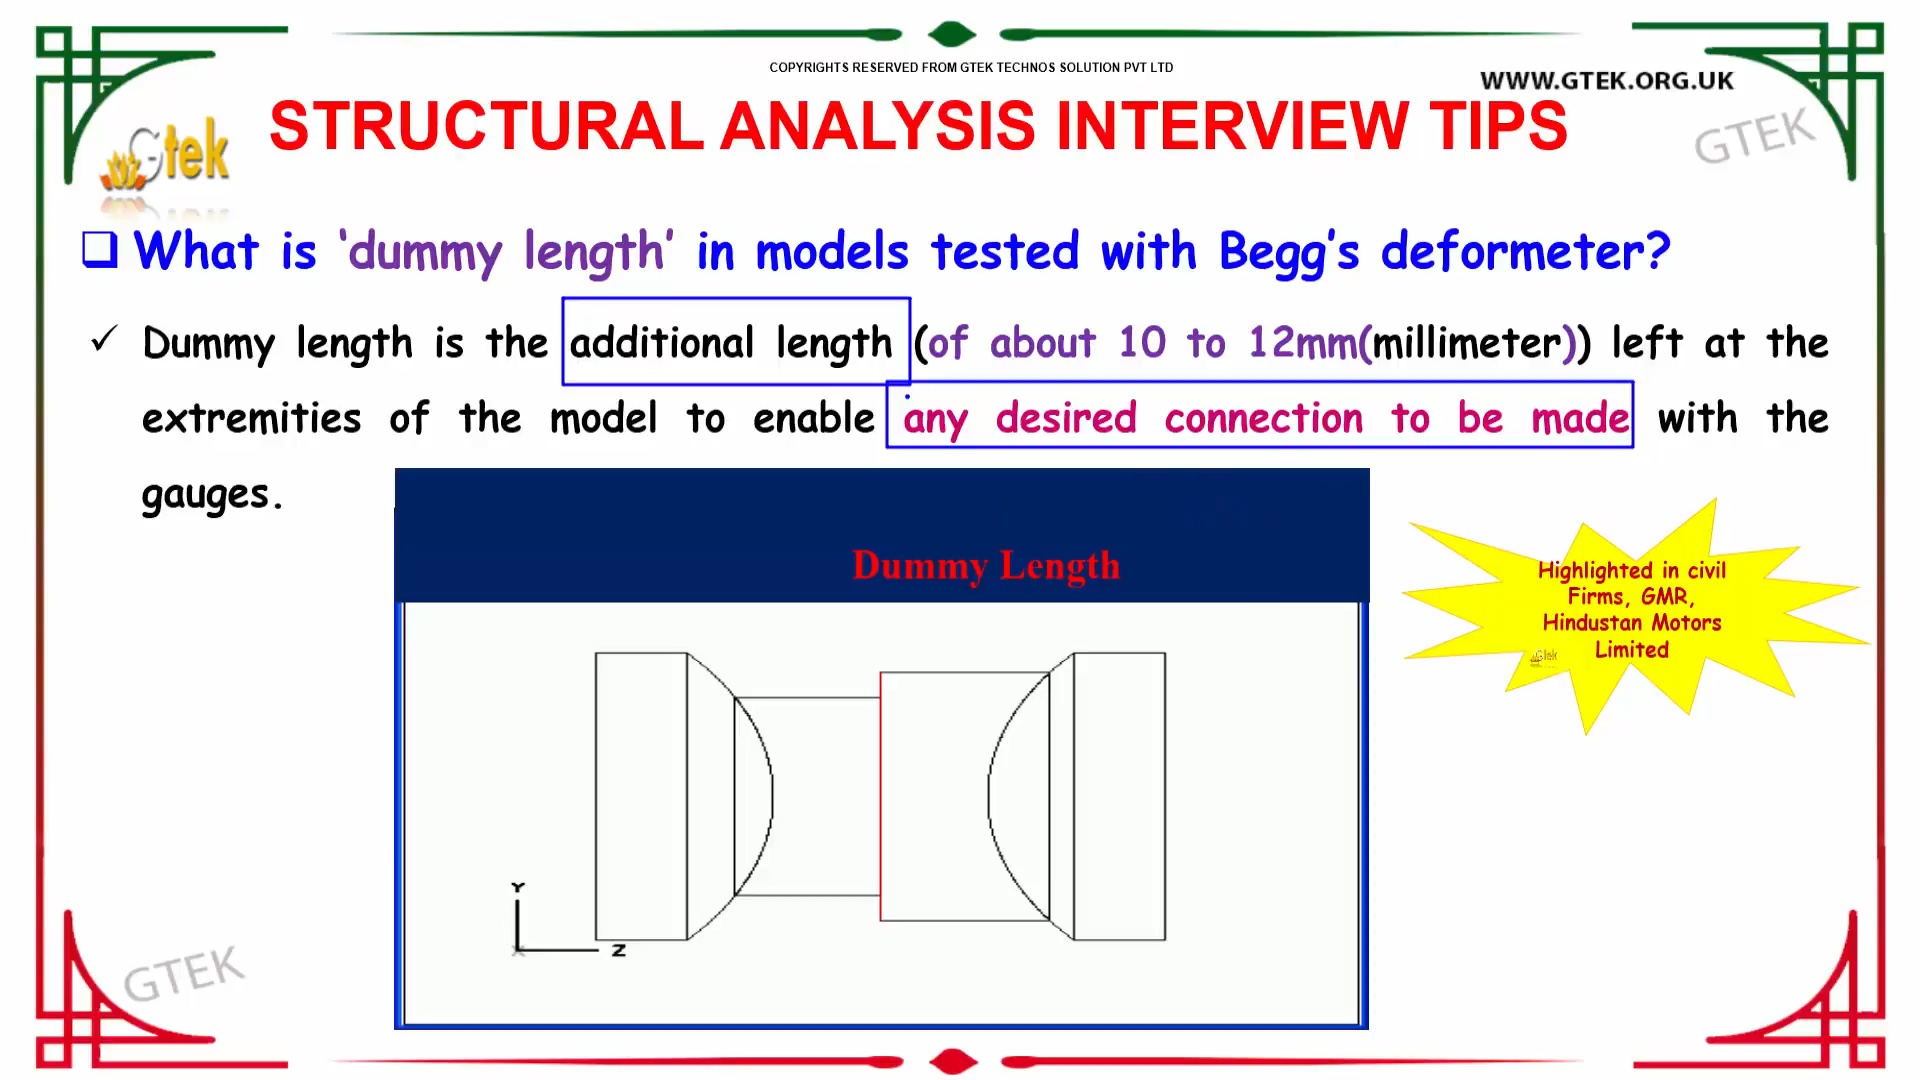 COPYRIGHTS RESERVED FROM GTEK TECHNOS SOLUTION PVT LTD
WWW.GTEK.ORG.UK
STRUCTURAL ANALYSIS INTERVIEW TIPS
Gtek
GTEK
What is ‘dummy length’ in models tested with Begg’s deformeter?
Dummy length is the additional length (of about 10 to 12mm(millimeter)) left at the
extremities of the model to enable any desired connection to be made with the
gauges.
Dummy Length
Highlighted in civil
Firms, GMR,
Hindustan Motors
Limited
Gtek
Y
X
Z
GTEK